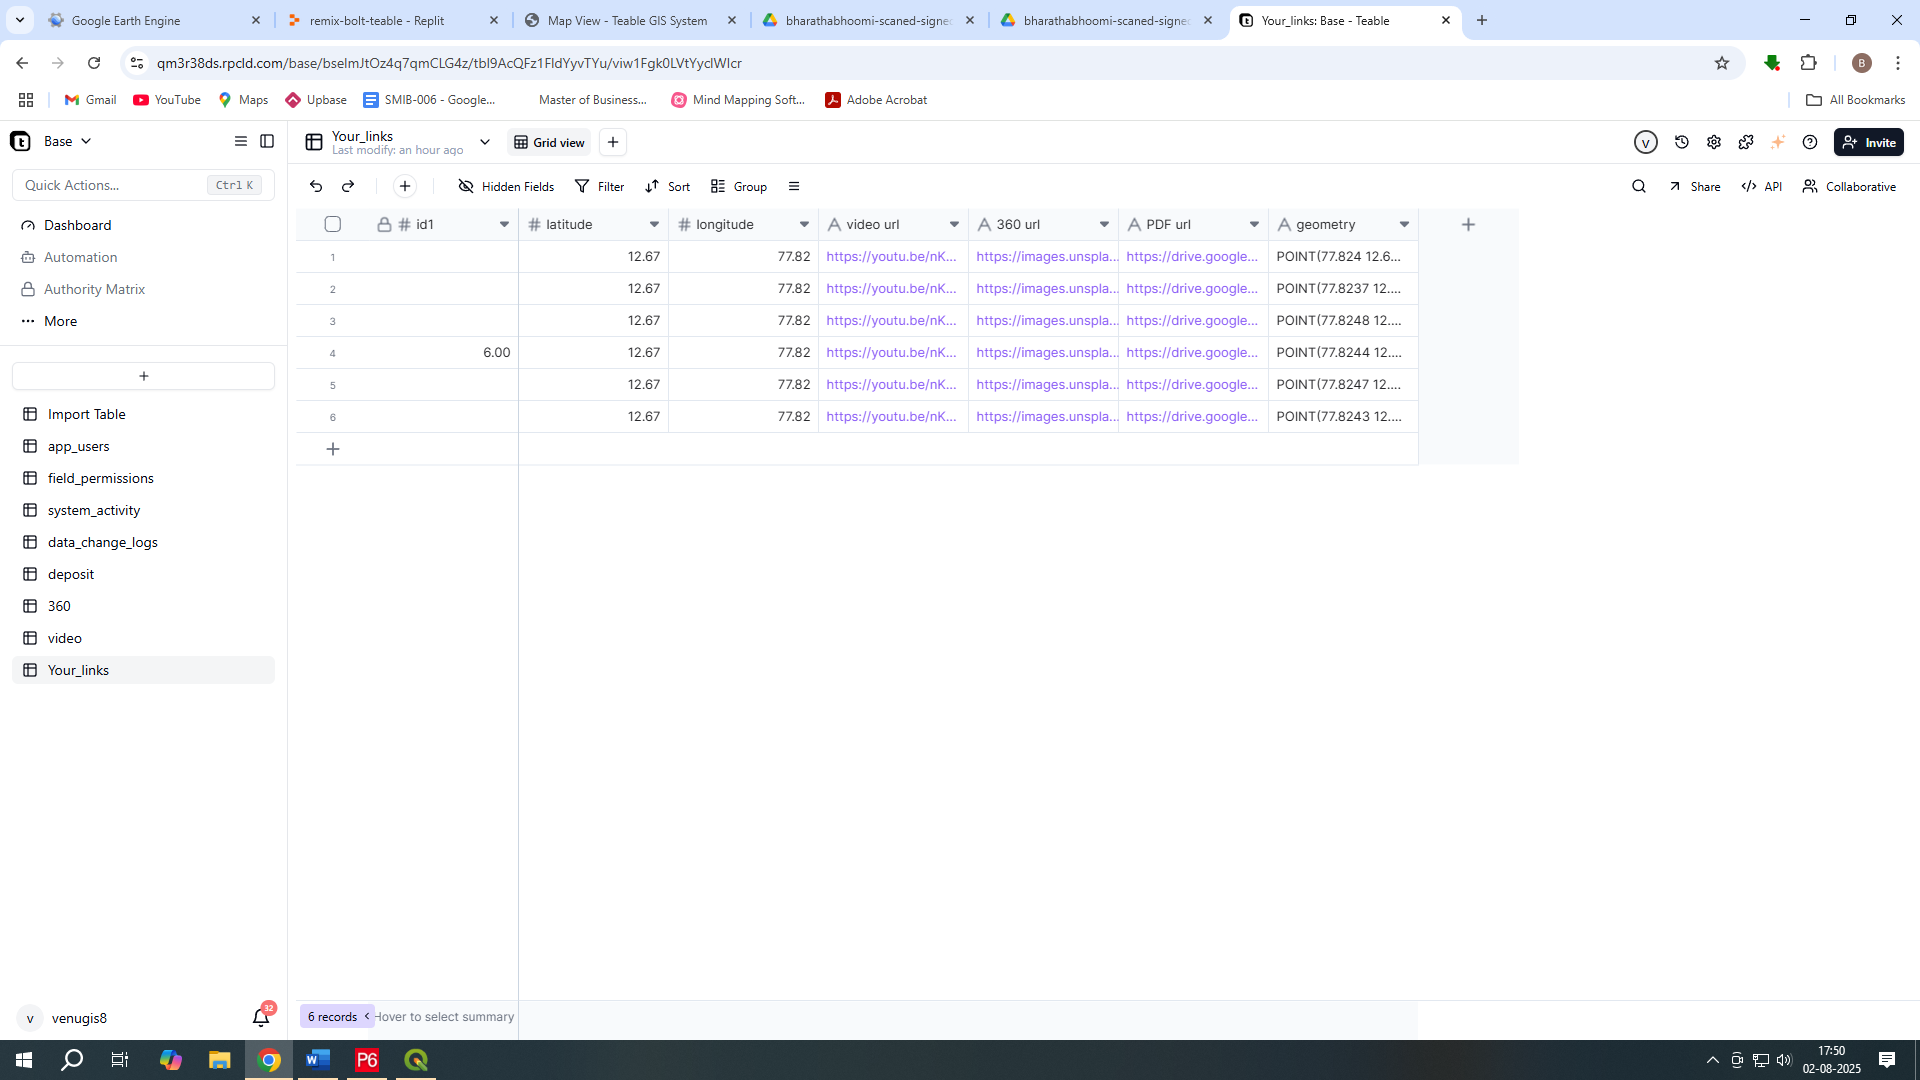 Google Earth Engine
remix-bolt-teable - Replit
Map View - Teable GIS System
bharathabhoomi-scaned-signed
bharathabhoomi-scaned-signed
Your_links: Base - Teable
qm3r38ds.rpcld.com/base/bselmJtOz4q7qmCLG4z/tbl9AcQFz1FldYyvTYu/viw1Fgk0LVtYyclWIcr
B
Gmail
YouTube
Maps
Upbase
SMIB-006 - Google...
Master of Business...
Mind Mapping Soft...
Adobe Acrobat
All Bookmarks
Base
Your_links
Last modify: an hour ago
Grid view
v
Invite
Quick Actions...
Ctrl K
Hidden Fields
Filter
Sort
Group
Share
API
Collaborative
Dashboard
Automation
Authority Matrix
More
id1 latitude longitude video url 360 url PDF url geometry
1 12.67 77.82 https://youtu.be/nK... https://images.unspla... https://drive.google... POINT(77.824 12.6...
2 12.67 77.82 https://youtu.be/nK... https://images.unspla... https://drive.google... POINT(77.8237 12....
3 12.67 77.82 https://youtu.be/nK... https://images.unspla... https://drive.google... POINT(77.8248 12....
4 6.00 12.67 77.82 https://youtu.be/nK... https://images.unspla... https://drive.google... POINT(77.8244 12....
5 12.67 77.82 https://youtu.be/nK... https://images.unspla... https://drive.google... POINT(77.8247 12....
6 12.67 77.82 https://youtu.be/nK... https://images.unspla... https://drive.google... POINT(77.8243 12....
Import Table
app_users
field_permissions
system_activity
data_change_logs
deposit
360
video
Your_links
v
venugis8
32
6 records
Hover to select summary
P6
17:50
02-08-2025